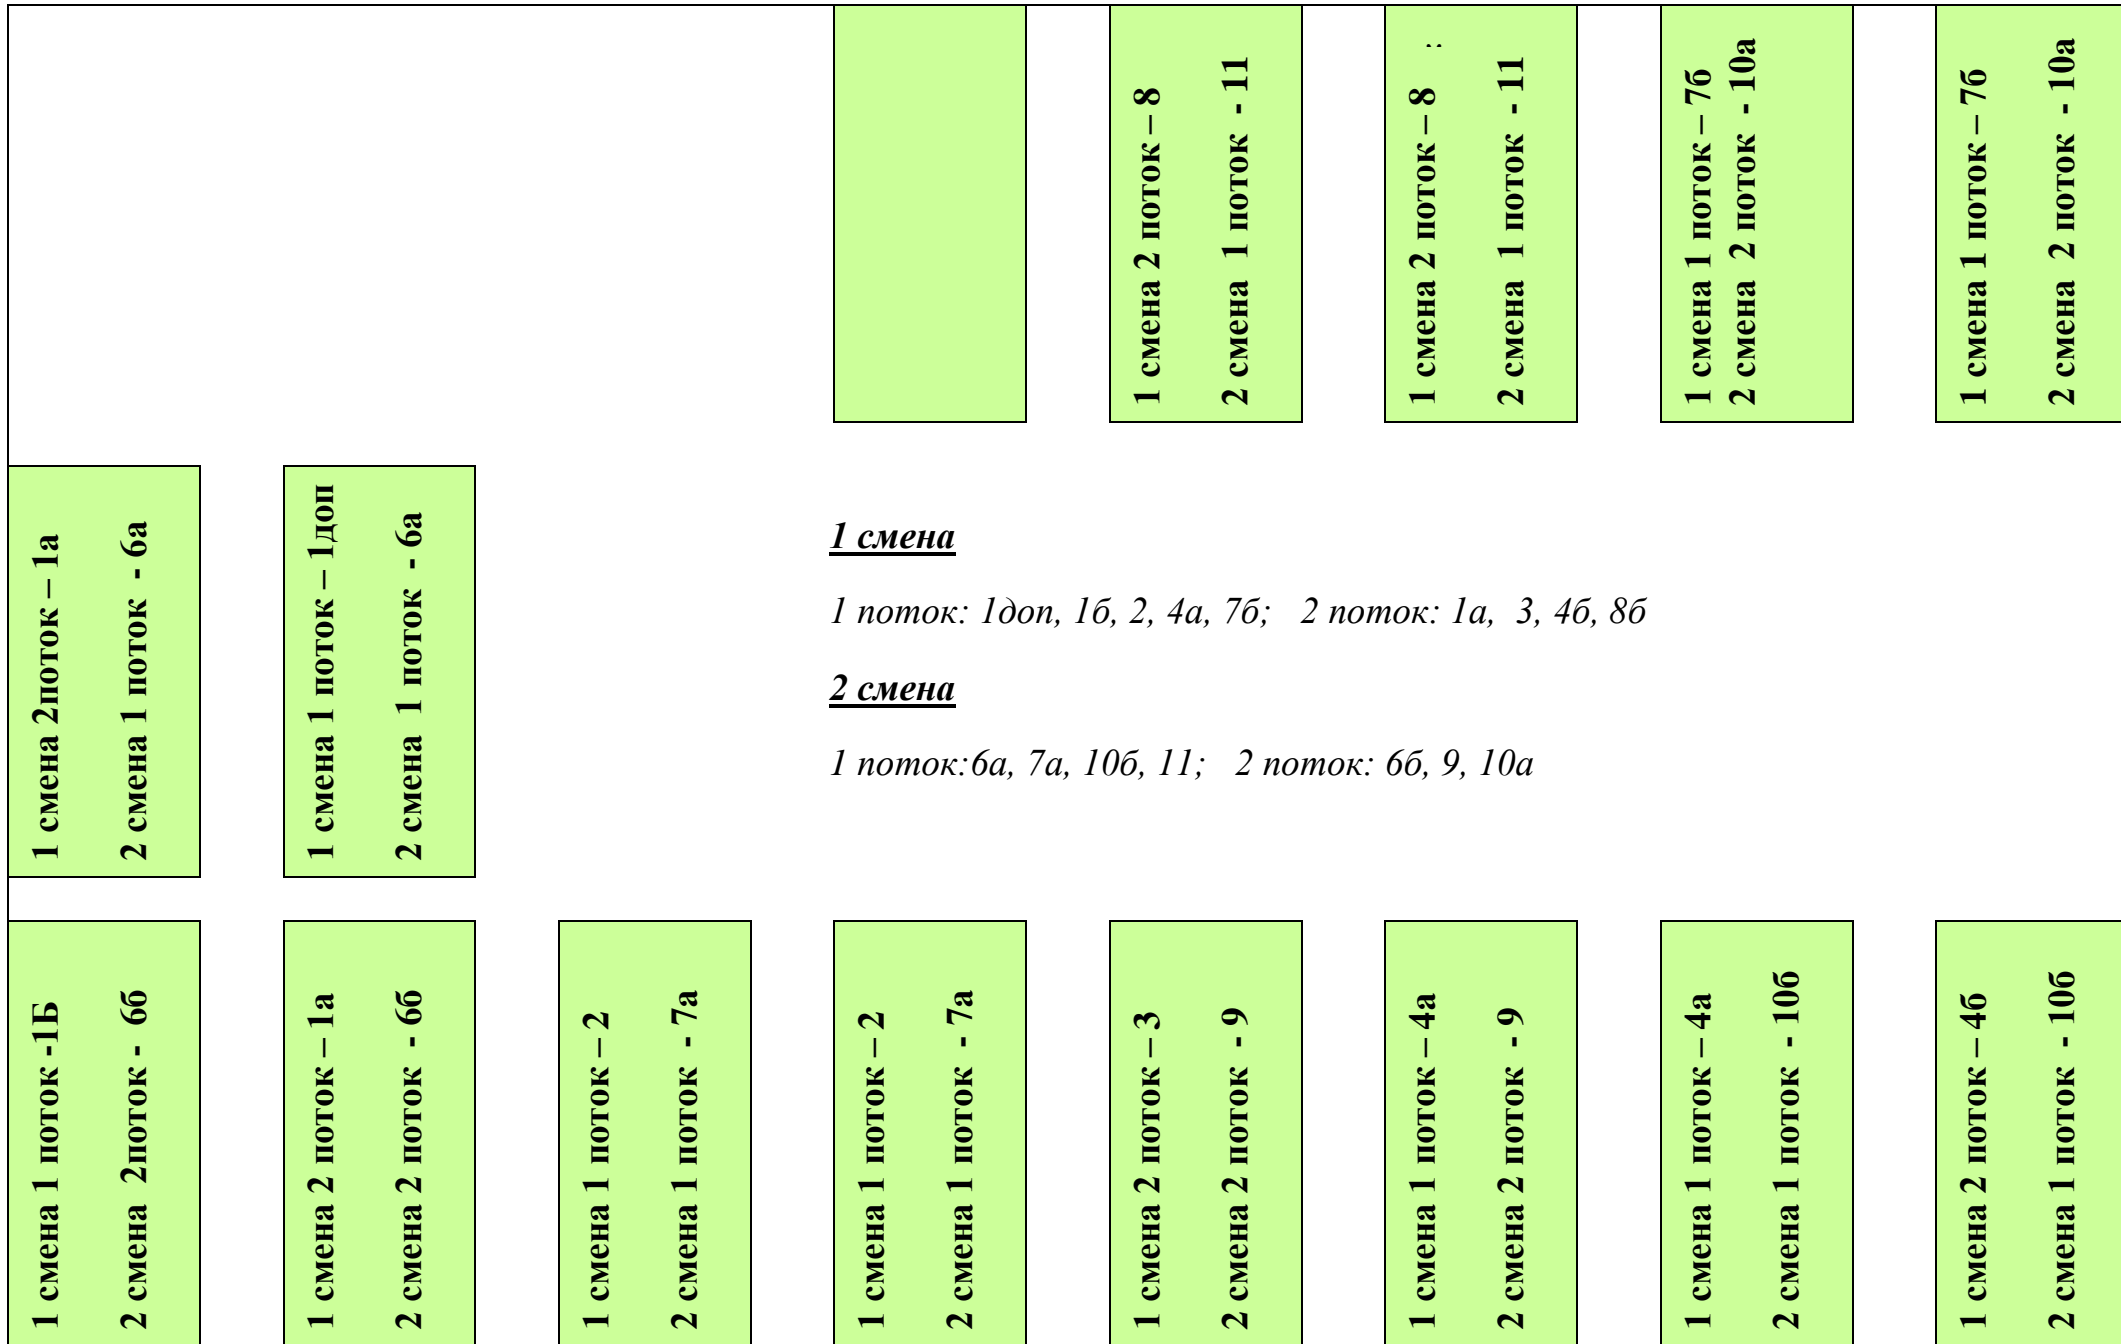 1 смена 2 поток – 8
2 смена 1 поток - 11
..
1 смена 2 поток – 8
2 смена 1 поток - 11
1 смена 1 поток – 7б
2 смена 2 поток - 10а
1 смена 1 поток – 7б
2 смена 2 поток - 10а
1 смена 2поток – 1а
2 смена 1 поток - 6а
1 смена 1 поток – 1доп
2 смена 1 поток - 6а
1 смена
1 поток: 1доп, 1б, 2, 4а, 7б; 2 поток: 1а, 3, 4б, 8б
2 смена
1 поток:6а, 7а, 10б, 11; 2 поток: 6б, 9, 10а
1 смена 1 поток -1Б
2 смена 2поток - 6б
1 смена 2 поток – 1а
2 смена 2 поток - 6б
1 смена 1 поток – 2
2 смена 1 поток - 7а
1 смена 1 поток – 2
2 смена 1 поток - 7а
1 смена 2 поток – 3
2 смена 2 поток - 9
1 смена 1 поток – 4а
2 смена 2 поток - 9
1 смена 1 поток – 4а
2 смена 1 поток - 10б
1 смена 2 поток – 4б
2 смена 1 поток - 10б